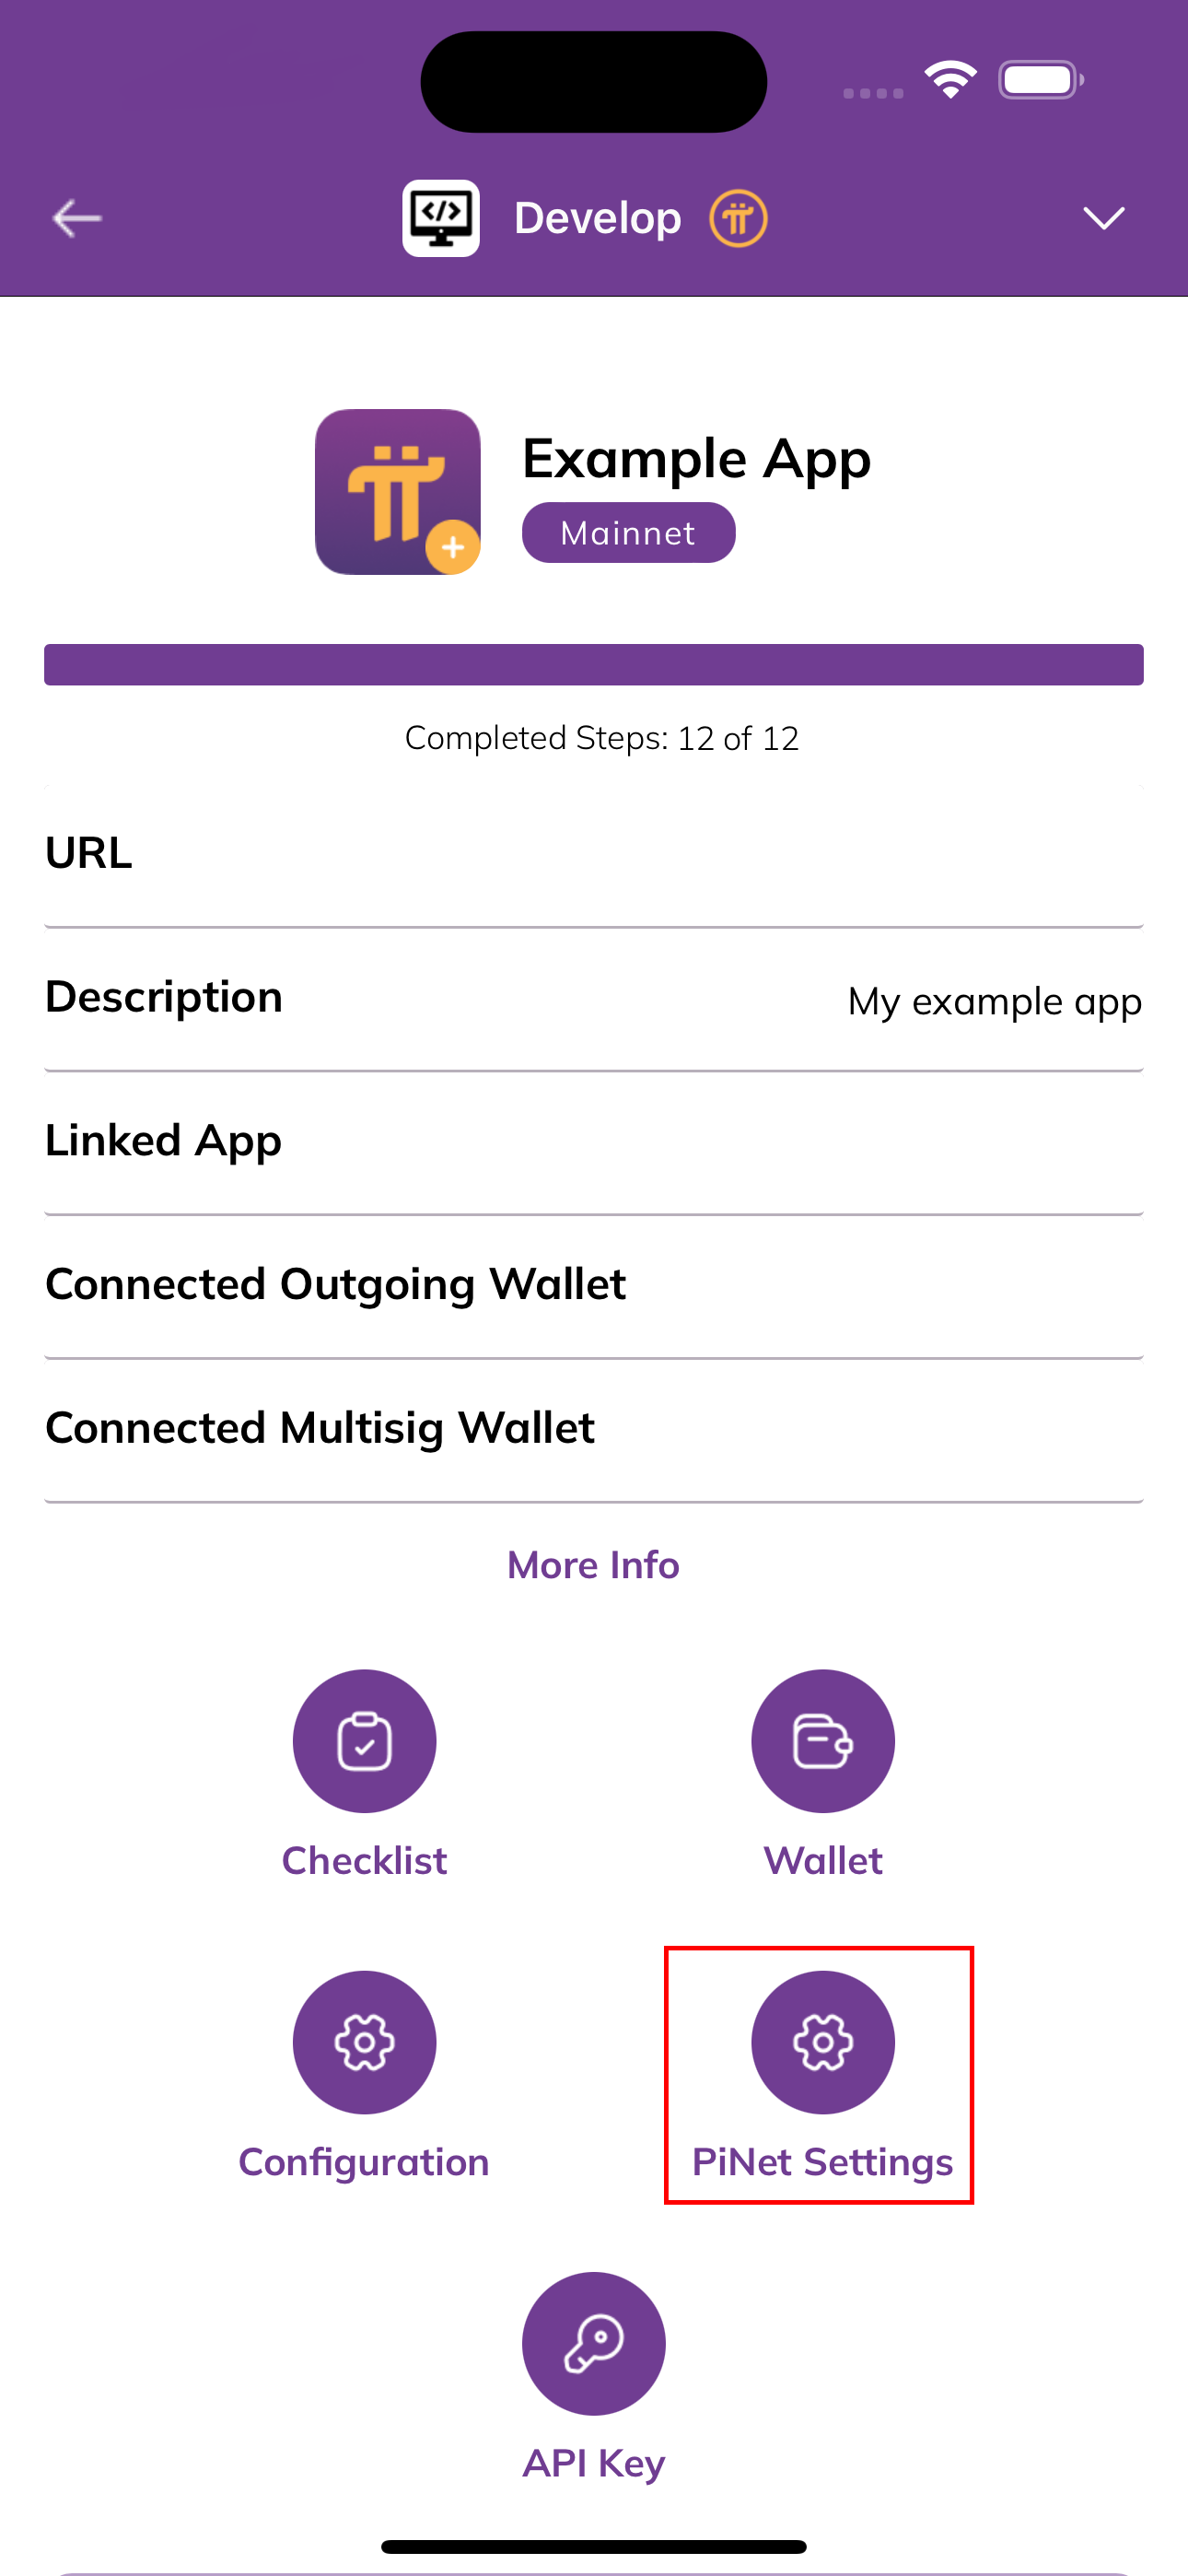 Develop
Example App
Mainnet
Completed Steps: 12 of 12
URL
Description My example app
Linked App
Connected Outgoing Wallet
Connected Multisig Wallet
More Info
Checklist Wallet
Configuration PiNet Settings
API Key